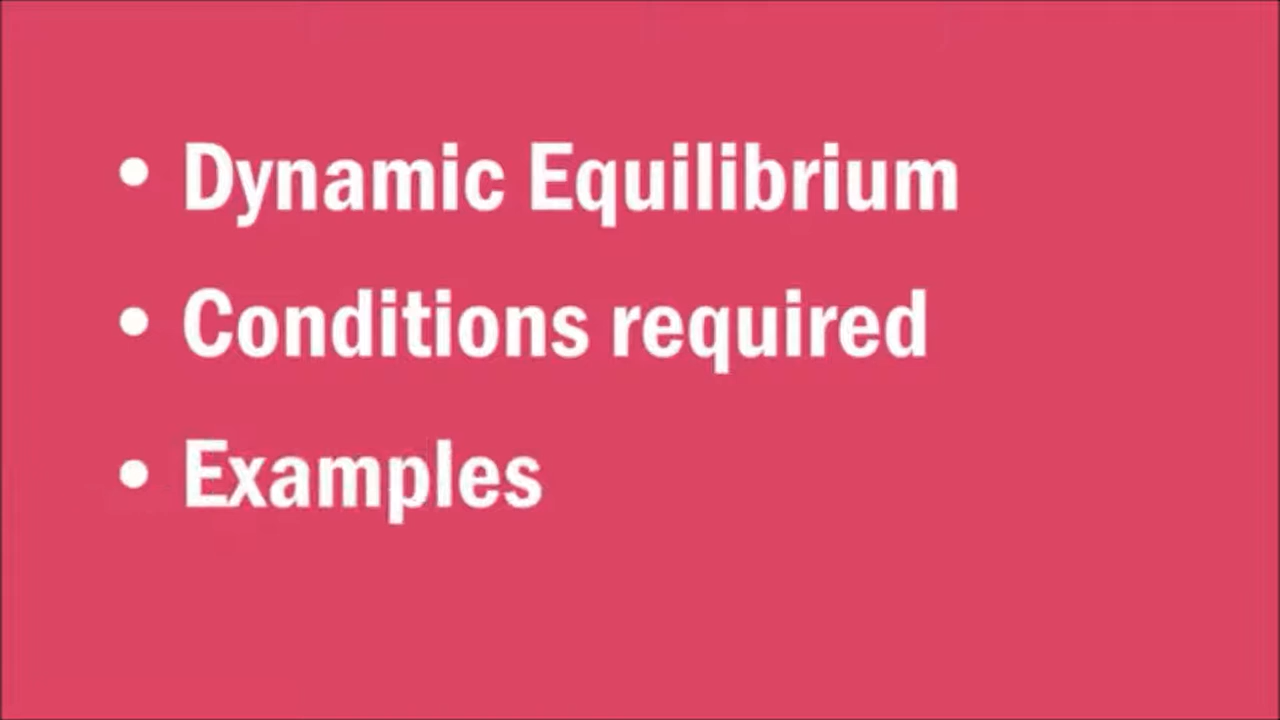 • Dynamic Equilibrium
• Conditions required
• Examples